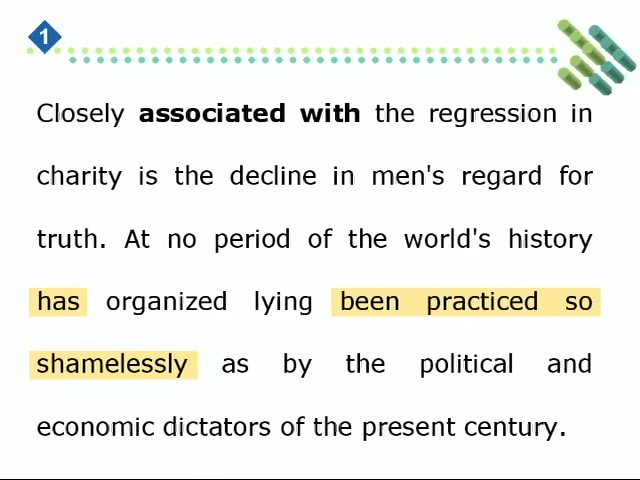 1
Closely associated with the regression in
charity is the decline in men's regard for
truth. At no period of the world's history
has organized lying been practiced so
shamelessly as by the political and
economic dictators of the present century.